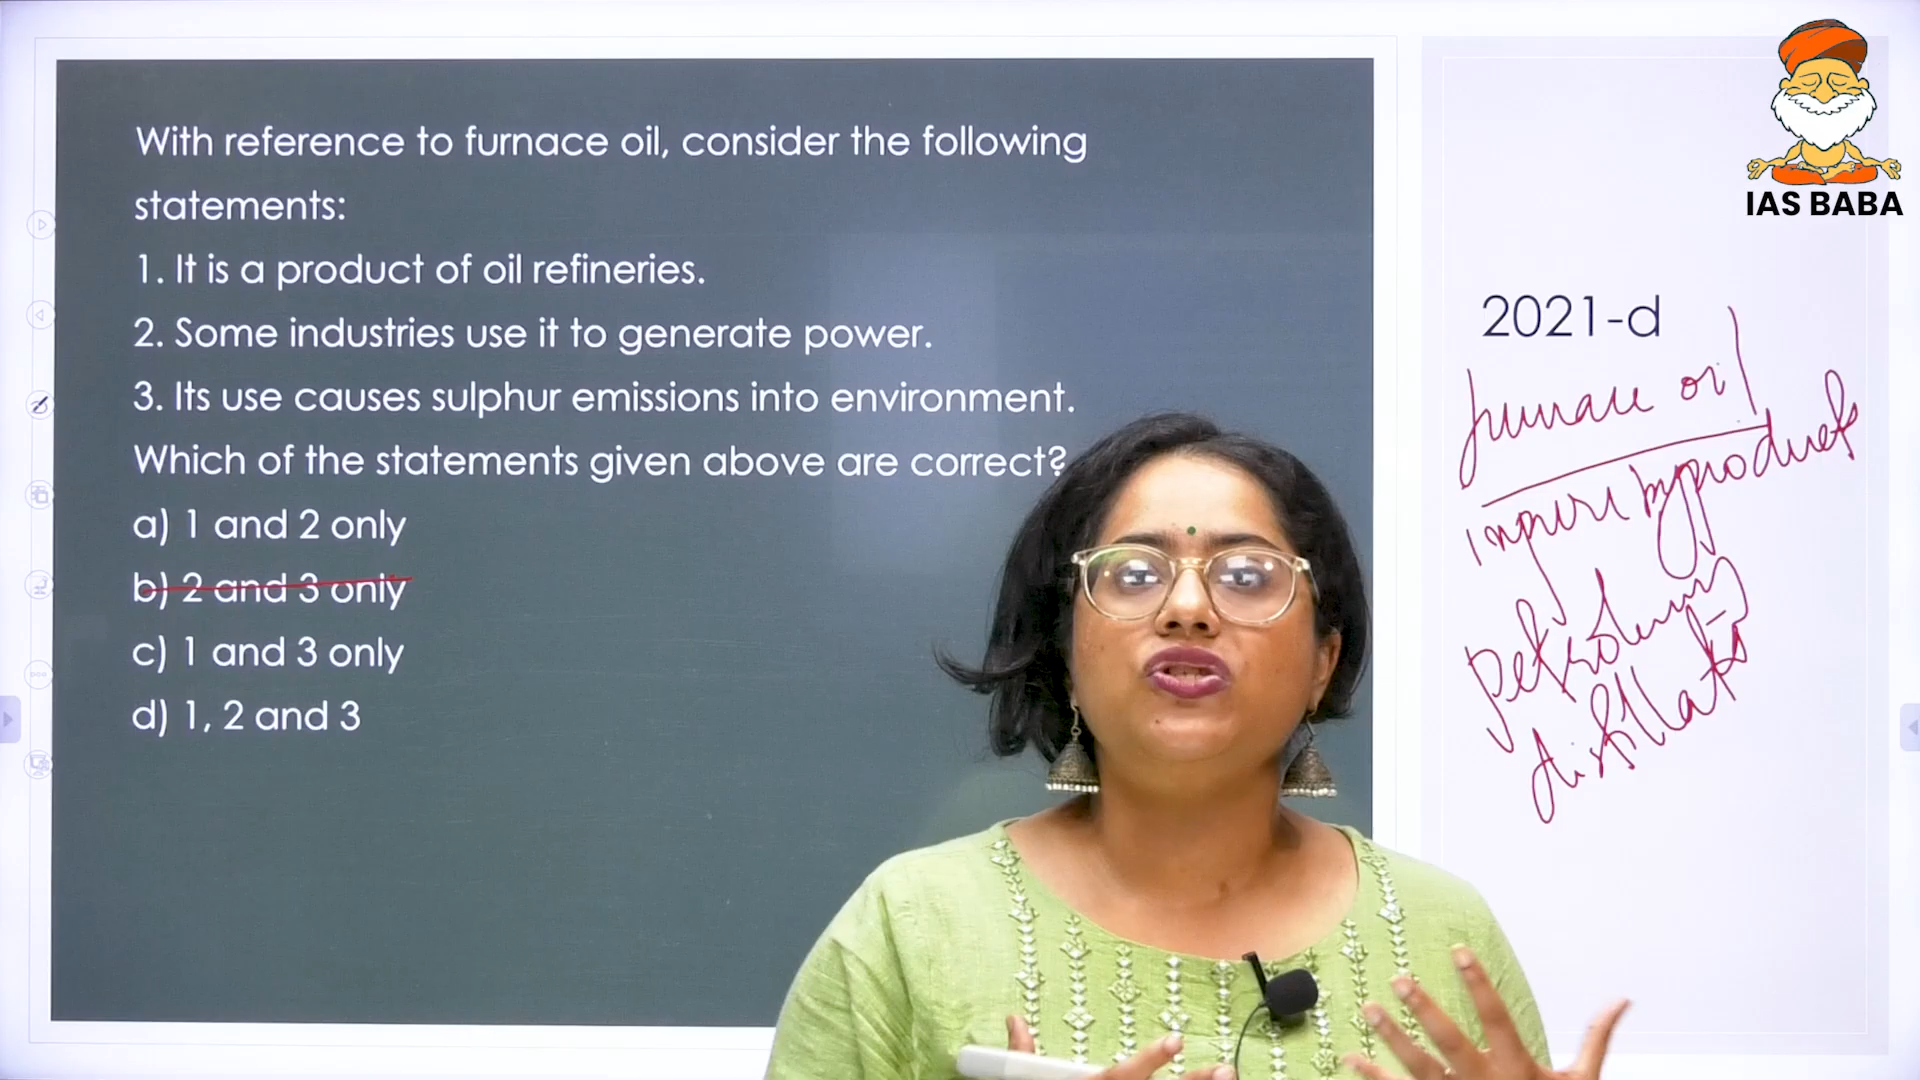 With reference to furnace oil, consider the following
statements:
1. It is a product of oil refineries.
2. Some industries use it to generate power.
3. Its use causes sulphur emissions into environment.
Which of the statements given above are correct?
a) 1 and 2 only
b) 2 and 3 only
c) 1 and 3 only
d) 1, 2 and 3
IAS BABA
2021-d
furnace oil
impure byproduct
petroleum
distillate